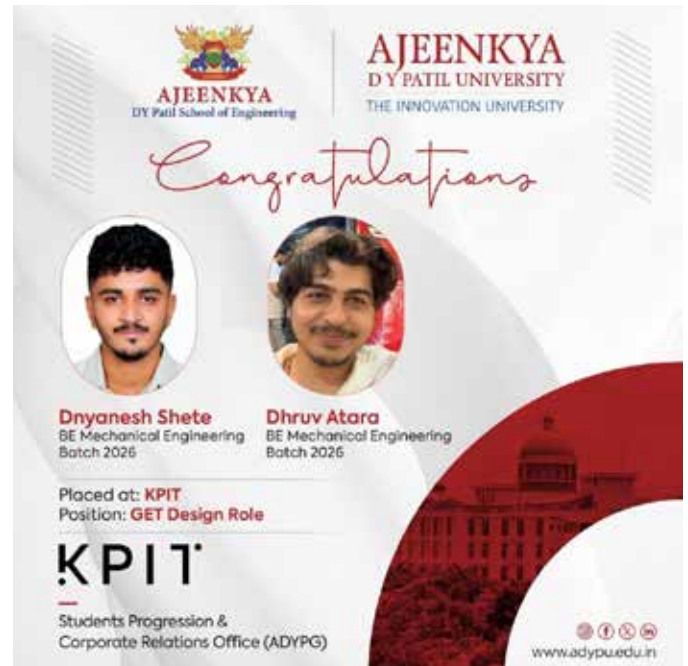 AJEENKYA
DY Patil School of Engineering
AJEENKYA
D Y PATIL UNIVERSITY
THE INNOVATION UNIVERSITY
Congratulations
Dnyanesh Shete
BE Mechanical Engineering
Batch 2026
Dhruv Atara
BE Mechanical Engineering
Batch 2026
Placed at: KPIT
Position: GET Design Role
KPIT
Students Progression &
Corporate Relations Office (ADYPG)
www.adypu.edu.in